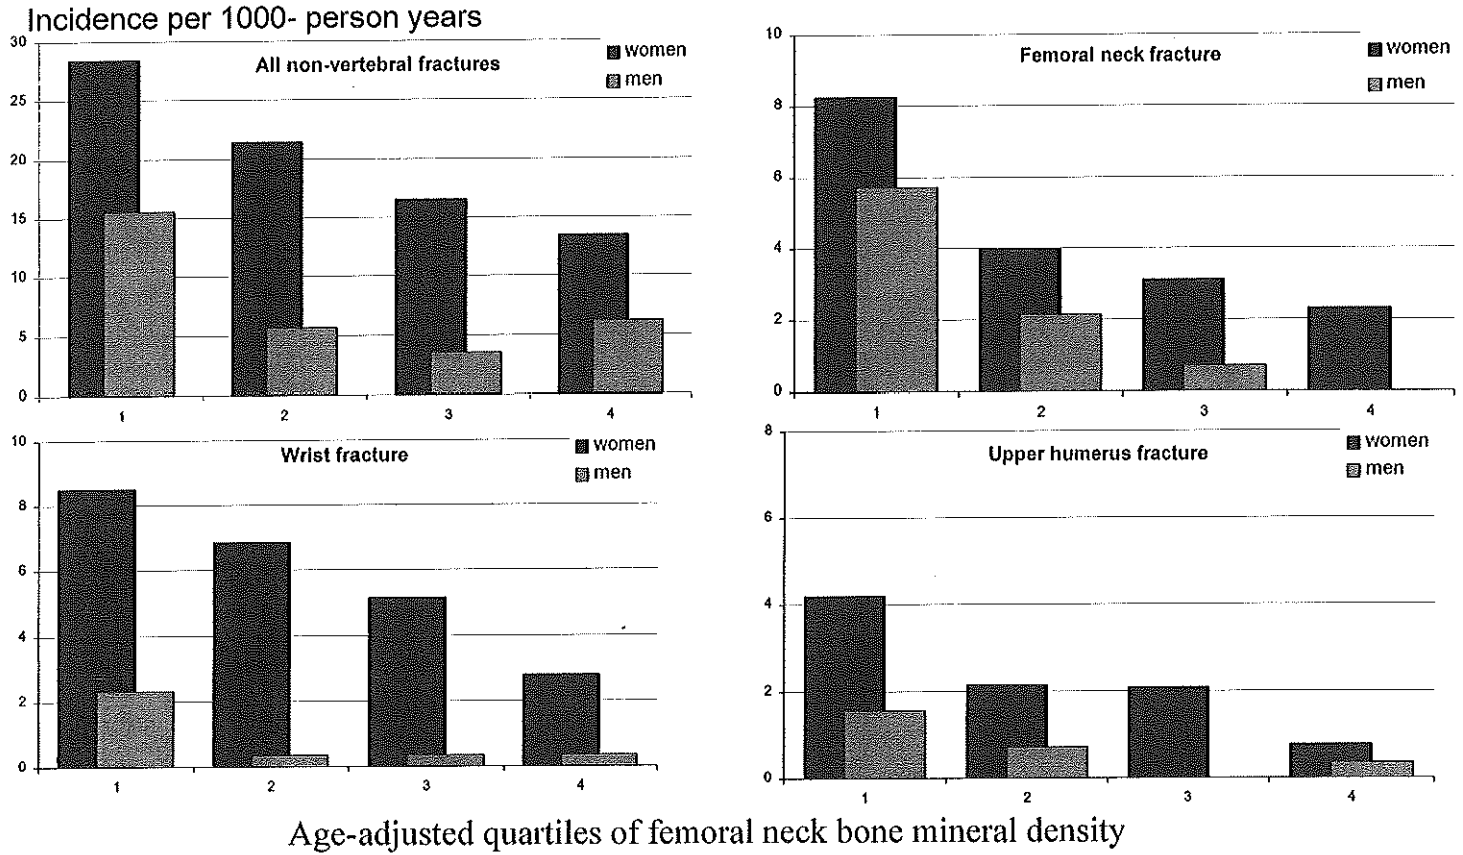 Incidence per 1000- person years
30
25
20
15
10
5
0
All non-vertebral fractures
women
men
1 2 3 4
10
8
6
4
2
0
Femoral neck fracture
women
men
1 2 3 4
10
8
6
4
2
0
Wrist fracture
women
men
1 2 3 4
8
6
4
2
0
Upper humerus fracture
women
men
1 2 3 4
Age-adjusted quartiles of femoral neck bone mineral density